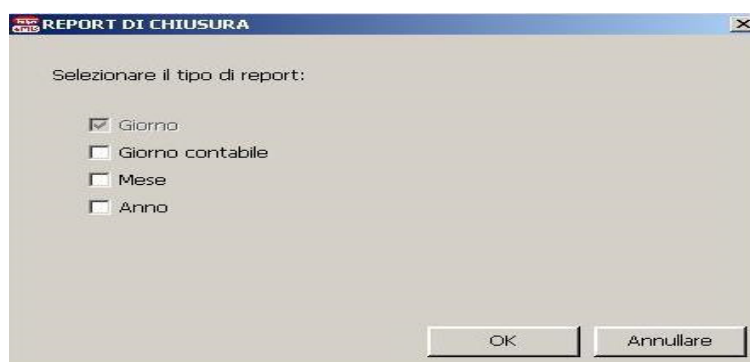 REPORT DI CHIUSURA
Selezionare il tipo di report:
Giorno
Giorno contabile
Mese
Anno
OK Annullare